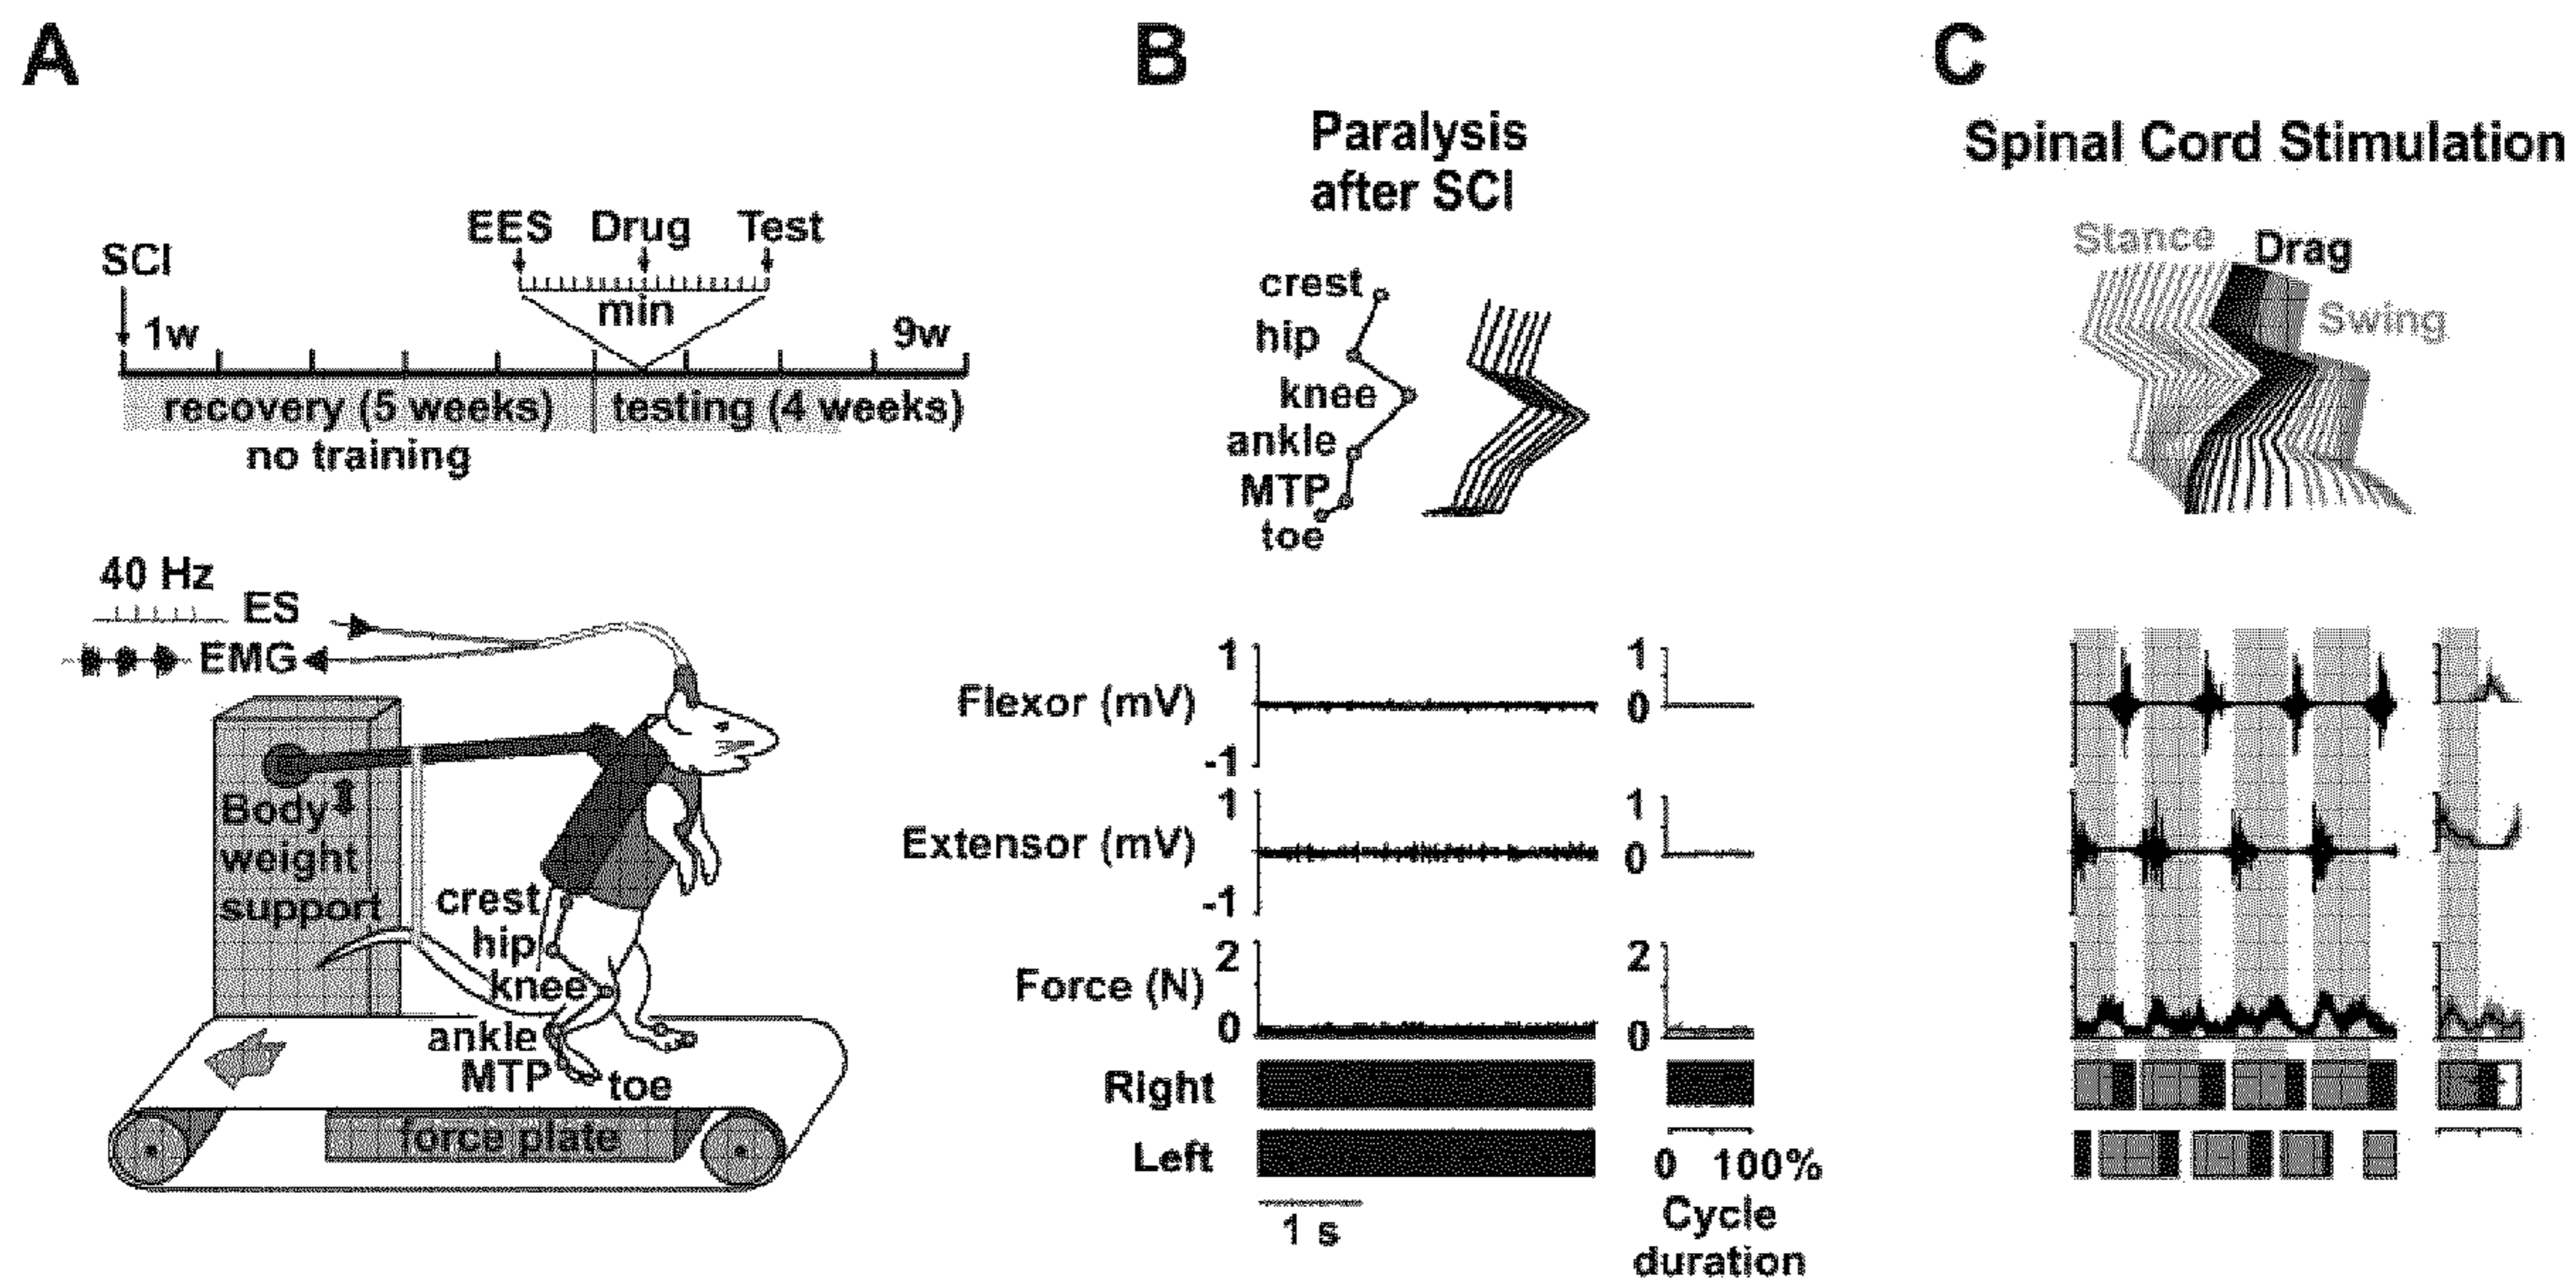 A
SCI
1w
EES Drug Test
min
9w
recovery (5 weeks)
testing (4 weeks)
no training
40 Hz
ES
EMG
Body
weight
support
crest
hip
knee
ankle
MTP
toe
force plate
B
Paralysis
after SCI
crest
hip
knee
ankle
MTP
toe
Flexor (mV)
1
-1
1
0
Extensor (mV)
1
-1
1
0
Force (N)
2
0
2
0
Right
Left
1 s
0 100%
Cycle
duration
C
Spinal Cord Stimulation
Stance
Drag
Swing